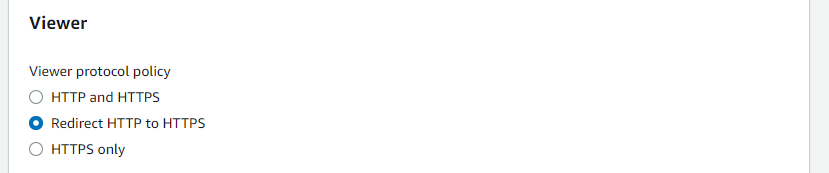 Viewer
Viewer protocol policy
HTTP and HTTPS
Redirect HTTP to HTTPS
HTTPS only